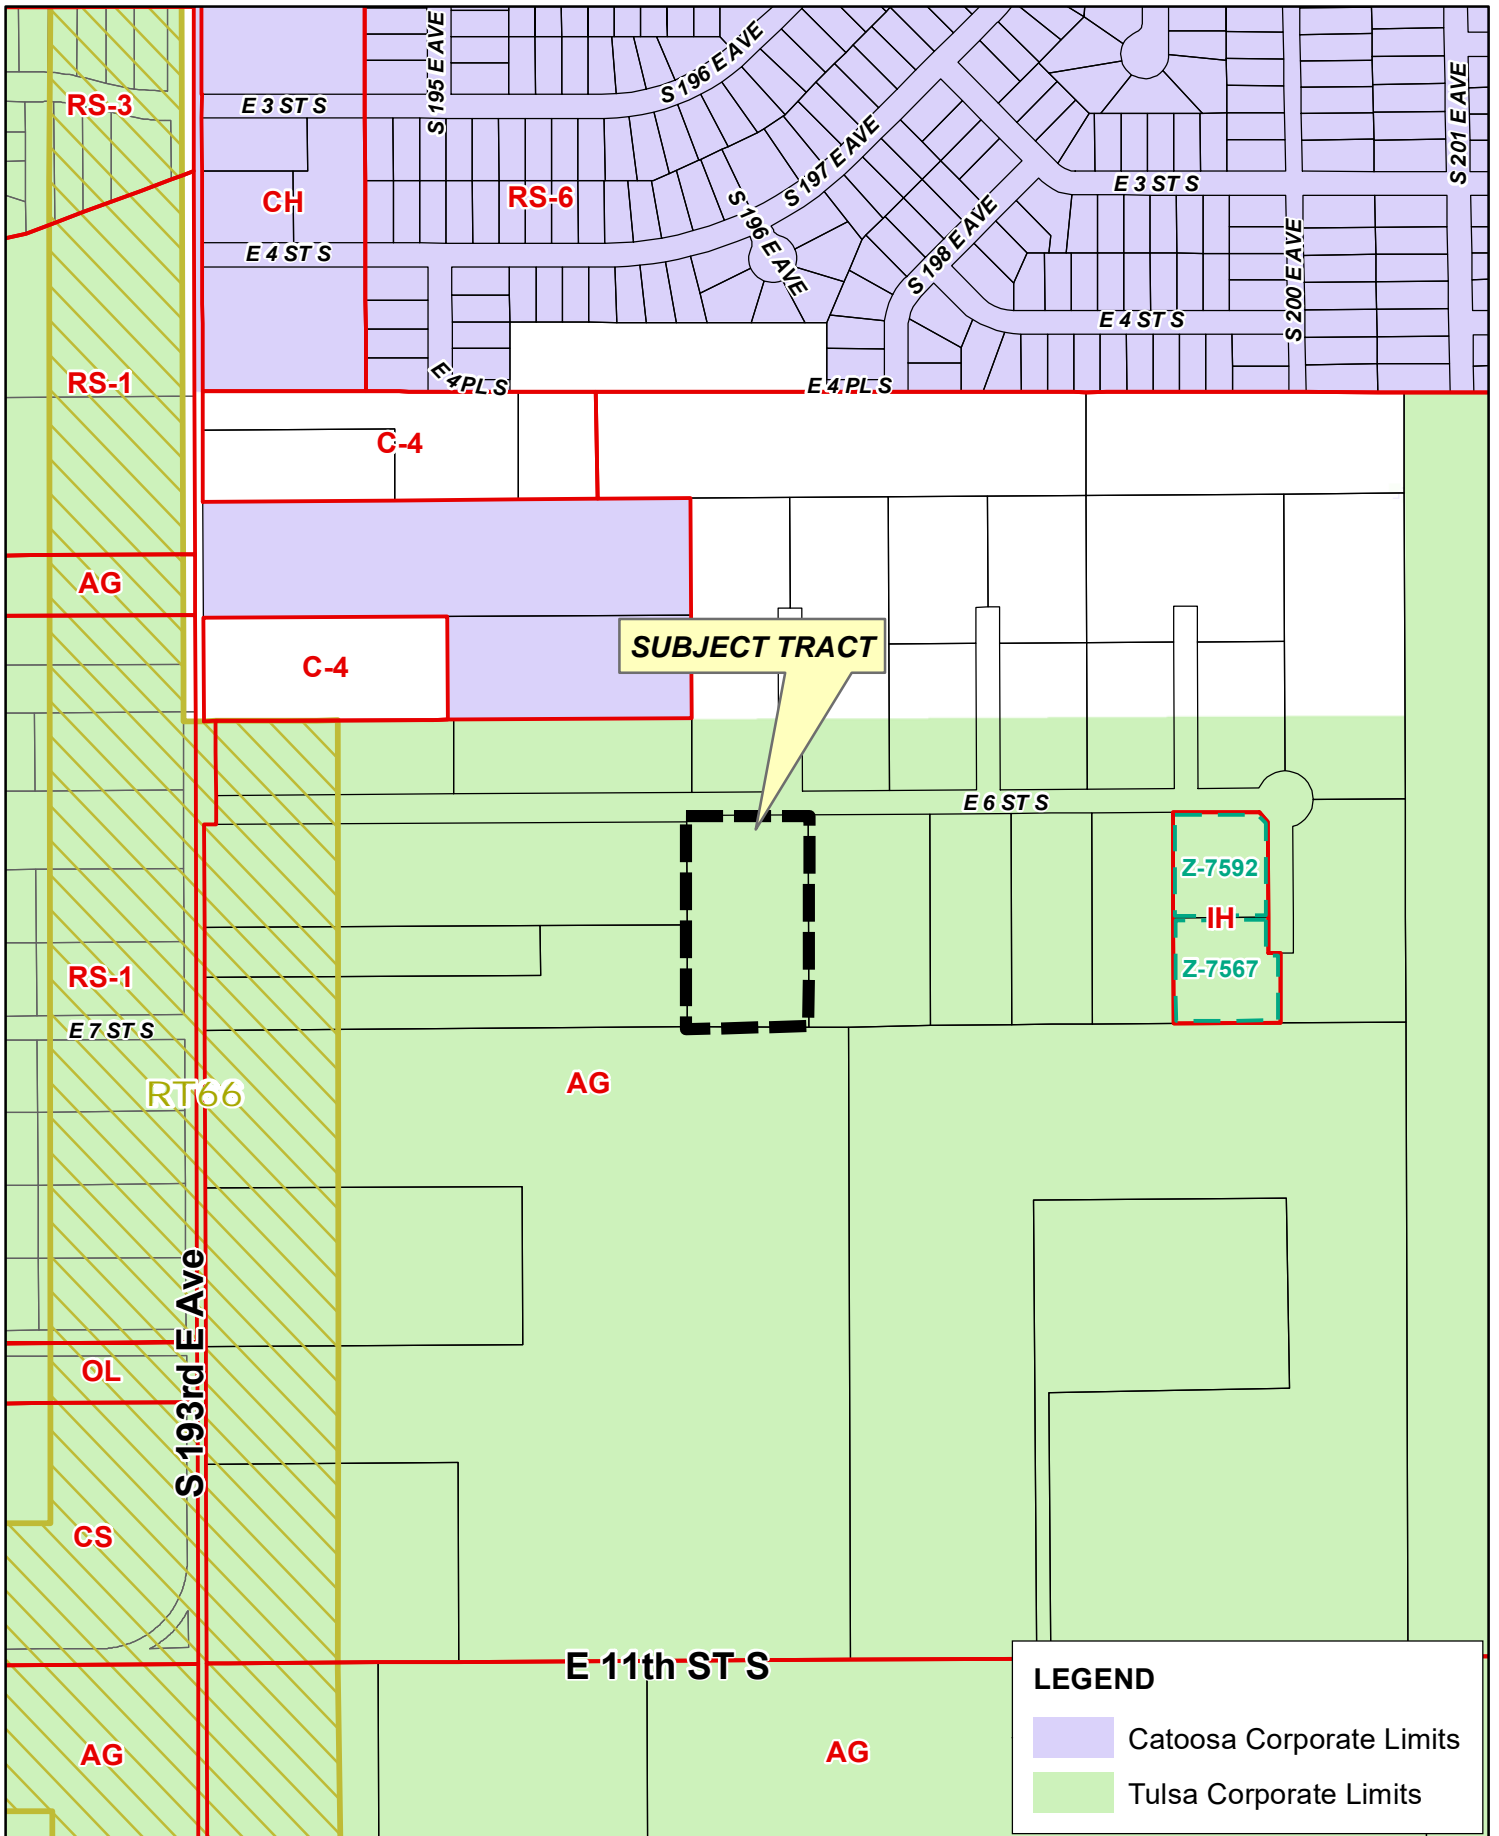 S 195 E AVE
S 196 E AVE
S 201 E AVE
RS-3
E 3 ST S
S 197 E AVE
E 3 ST S
CH
RS-6
S 196 E AVE
S 198 E AVE
E 4 ST S
S 200 E AVE
E 4 ST S
RS-1
E 4 PL S
E 4 PL S
C-4
AG
SUBJECT TRACT
C-4
E 6 ST S
Z-7592
IH
Z-7567
RS-1
E 7 ST S
RT66
AG
S 193rd E Ave
OL
CS
E 11th ST S
LEGEND
Catoosa Corporate Limits
Tulsa Corporate Limits
AG
AG